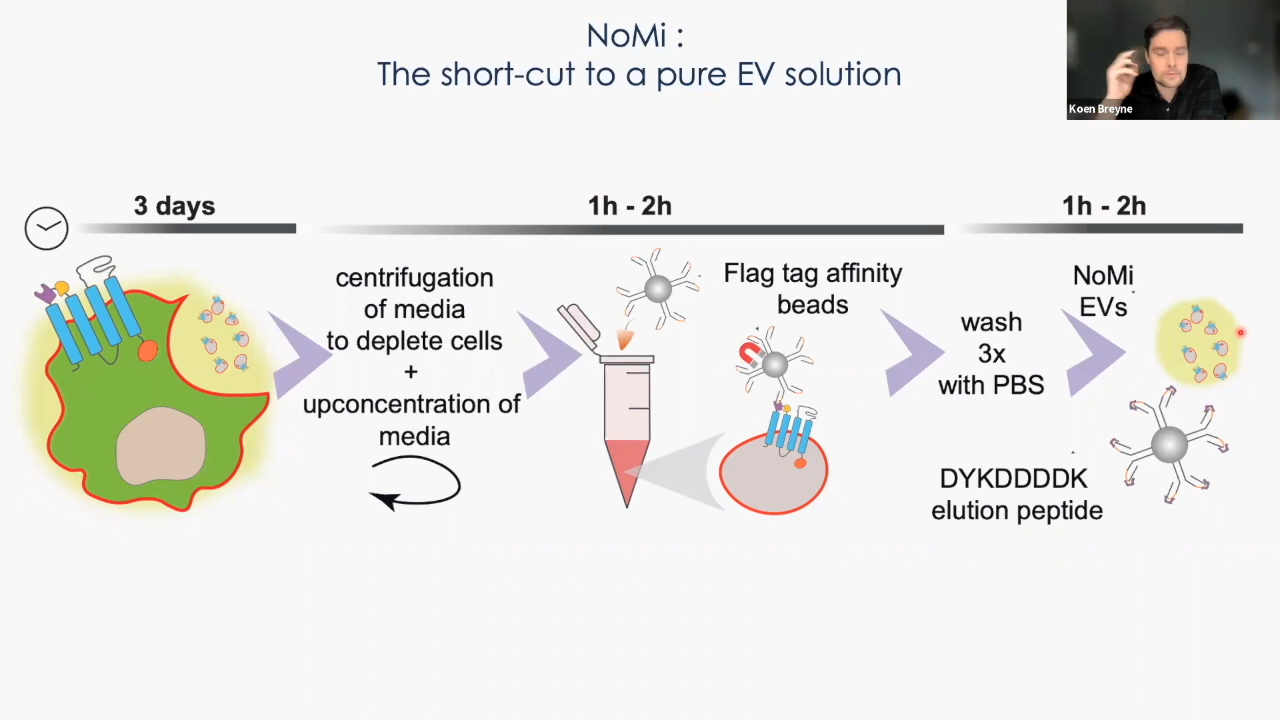 NoMi :
The short-cut to a pure EV solution
Koen Breyne
3 days
1h - 2h
1h - 2h
centrifugation
of media
to deplete cells
+
upconcentration of
media
Flag tag affinity
beads
wash
3x
with PBS
NoMi
EVs
DYKDDDDK
elution peptide